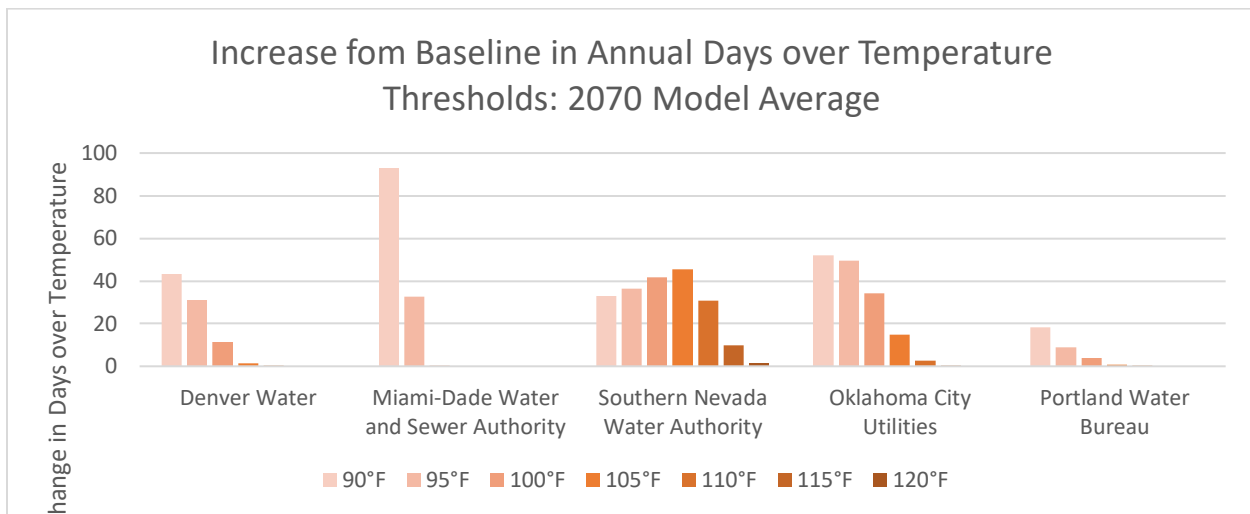 Increase fom Baseline in Annual Days over Temperature
Thresholds: 2070 Model Average
hange in Days over Temperature
100
80
60
40
20
0
Denver Water
Miami-Dade Water
and Sewer Authority
Southern Nevada
Water Authority
Oklahoma City
Utilities
Portland Water
Bureau
90°F 95°F 100°F 105°F 110°F 115°F 120°F